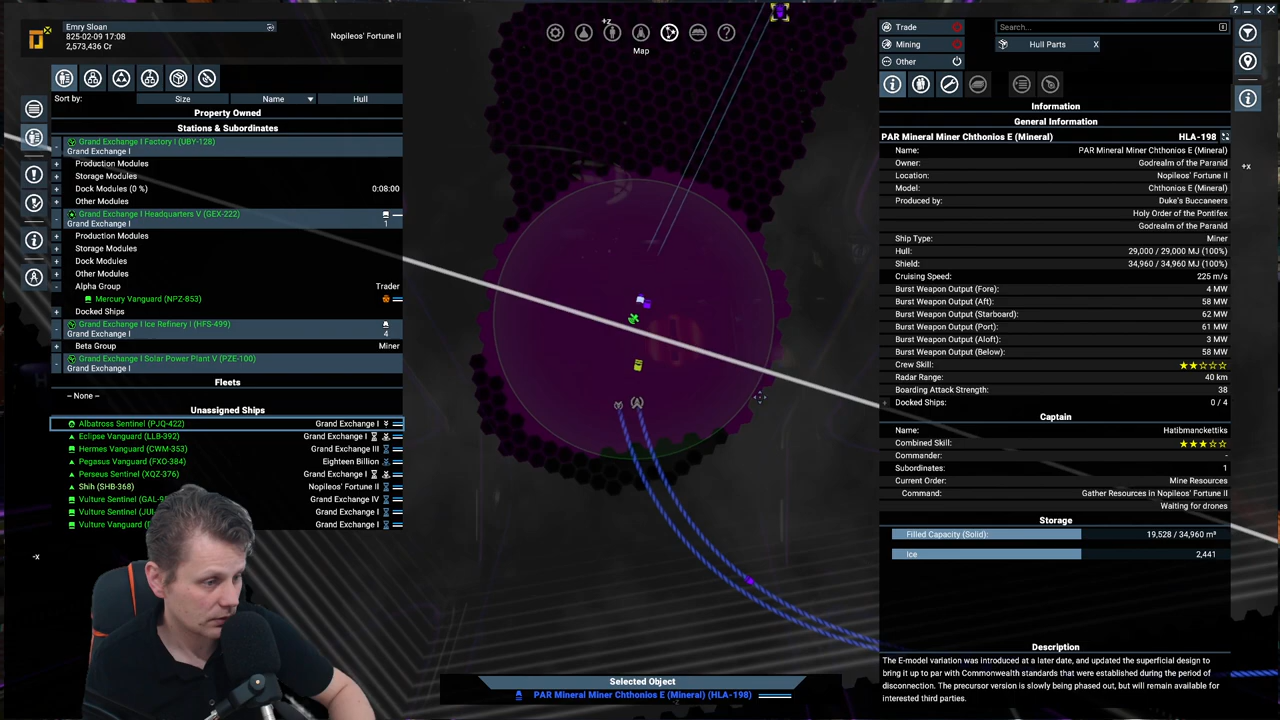 Emry Sloan
825-02-09 17:08
2,573,436 Cr
Nopileos' Fortune II
Sort by:
Size
Name
Hull
Property Owned
Stations & Subordinates
- Grand Exchange I Factory I (UBY-128)
Grand Exchange I
+ Production Modules
+ Storage Modules
+ Dock Modules (0 %) 0:08:00
+ Other Modules
- Grand Exchange I Headquarters V (GEX-222)
Grand Exchange I 1
+ Production Modules
+ Storage Modules
+ Dock Modules
+ Other Modules
- Alpha Group Trader
Mercury Vanguard (NPZ-853)
+ Docked Ships
- Grand Exchange I Ice Refinery I (HFS-499)
Grand Exchange I 4
+ Beta Group Miner
- Grand Exchange I Solar Power Plant V (PZE-100)
Grand Exchange I
Fleets
-- None --
Unassigned Ships
Albatross Sentinel (PJQ-422) Grand Exchange I
Eclipse Vanguard (LLB-392) Grand Exchange I
Hermes Vanguard (CWM-353) Grand Exchange III
Pegasus Vanguard (FXO-384) Eighteen Billion
Perseus Sentinel (XQZ-376) Grand Exchange I
Shih (SHB-368) Nopileos' Fortune II
Vulture Sentinel (GAL- Grand Exchange IV
Vulture Sentinel (JUI- Grand Exchange I
Vulture Vanguard Grand Exchange I
-x
+z
Map
+x
Selected Object
PAR Mineral Miner Chthonios E (Mineral) (HLA-198)
Trade
Mining
Other
Search...
Hull Parts X
Information
General Information
PAR Mineral Miner Chthonios E (Mineral) HLA-198
Name: PAR Mineral Miner Chthonios E (Mineral)
Owner: Godrealm of the Paranid
Location: Nopileos' Fortune II
Model: Chthonios E (Mineral)
Produced by: Duke's Buccaneers
Holy Order of the Pontifex
Godrealm of the Paranid
Ship Type: Miner
Hull: 29,000 / 29,000 MJ (100%)
Shield: 34,960 / 34,960 MJ (100%)
Cruising Speed: 225 m/s
Burst Weapon Output (Fore): 4 MW
Burst Weapon Output (Aft): 58 MW
Burst Weapon Output (Starboard): 62 MW
Burst Weapon Output (Port): 61 MW
Burst Weapon Output (Aloft): 3 MW
Burst Weapon Output (Below): 58 MW
Crew Skill: ★★☆☆☆
Radar Range: 40 km
Boarding Attack Strength: 38
+ Docked Ships: 0 / 4
Captain
Name: Hatibmanckettiks
Combined Skill: ★★★☆☆
Commander: -
Subordinates: 1
Current Order: Mine Resources
Command: Gather Resources in Nopileos' Fortune II
Waiting for drones
Storage
Filled Capacity (Solid): 19,528 / 34,960 m³
Ice 2,441
Description
The E-model variation was introduced at a later date, and updated the superficial design to
bring it up to par with Commonwealth standards that were established during the period of
disconnection. The precursor version is slowly being phased out, but will remain available for
interested third parties.